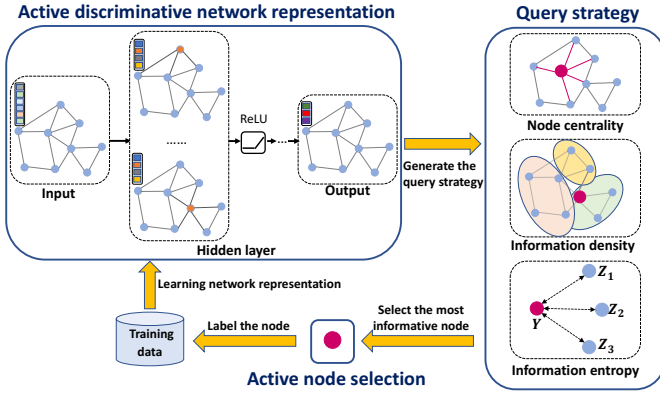 Active discriminative network representation
Query strategy
Input
......
Hidden layer
ReLU
...
Output
Generate the
query strategy
Node centrality
Information density
Y
Z1
Z2
Z3
Information entropy
Select the most
informative node
Active node selection
Label the node
Training
data
Learning network representation